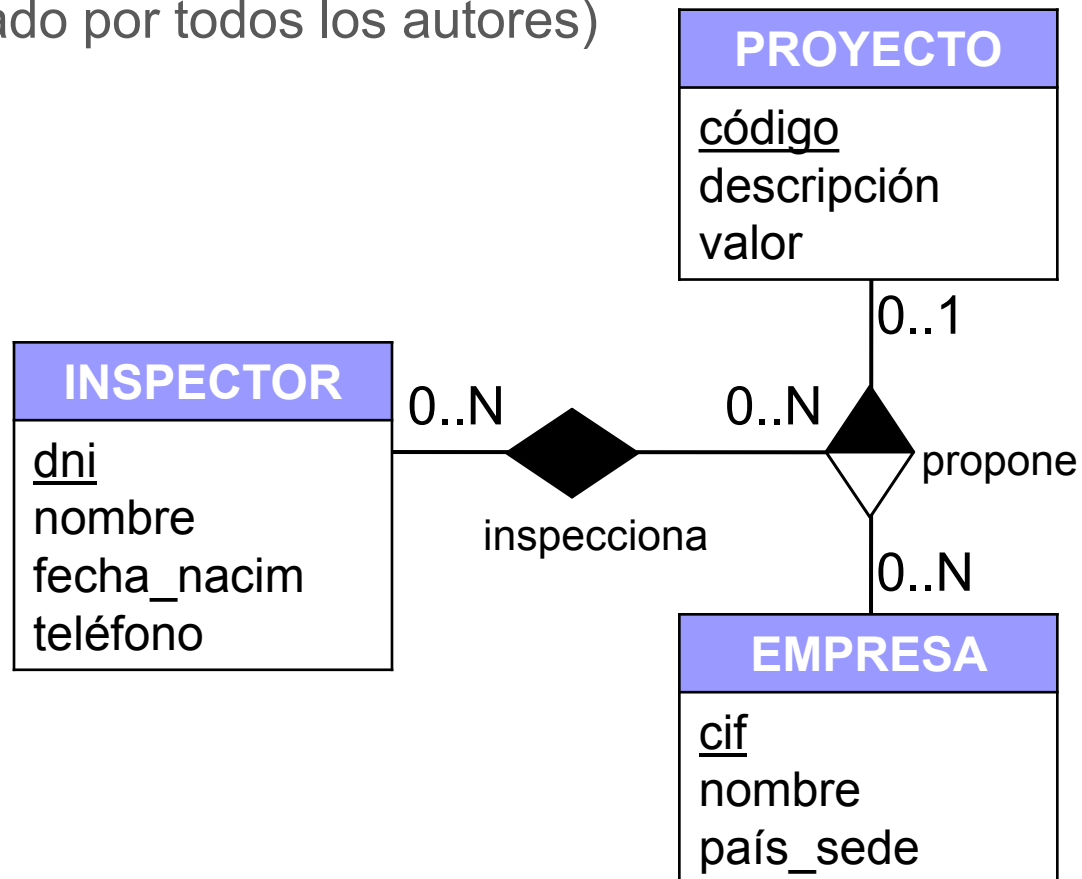 ado por todos los autores)
PROYECTO
código
descripción
valor
0..1
INSPECTOR
dni
nombre
fecha_nacim
teléfono
0..N
0..N
propone
inspecciona
0..N
EMPRESA
cif
nombre
país_sede